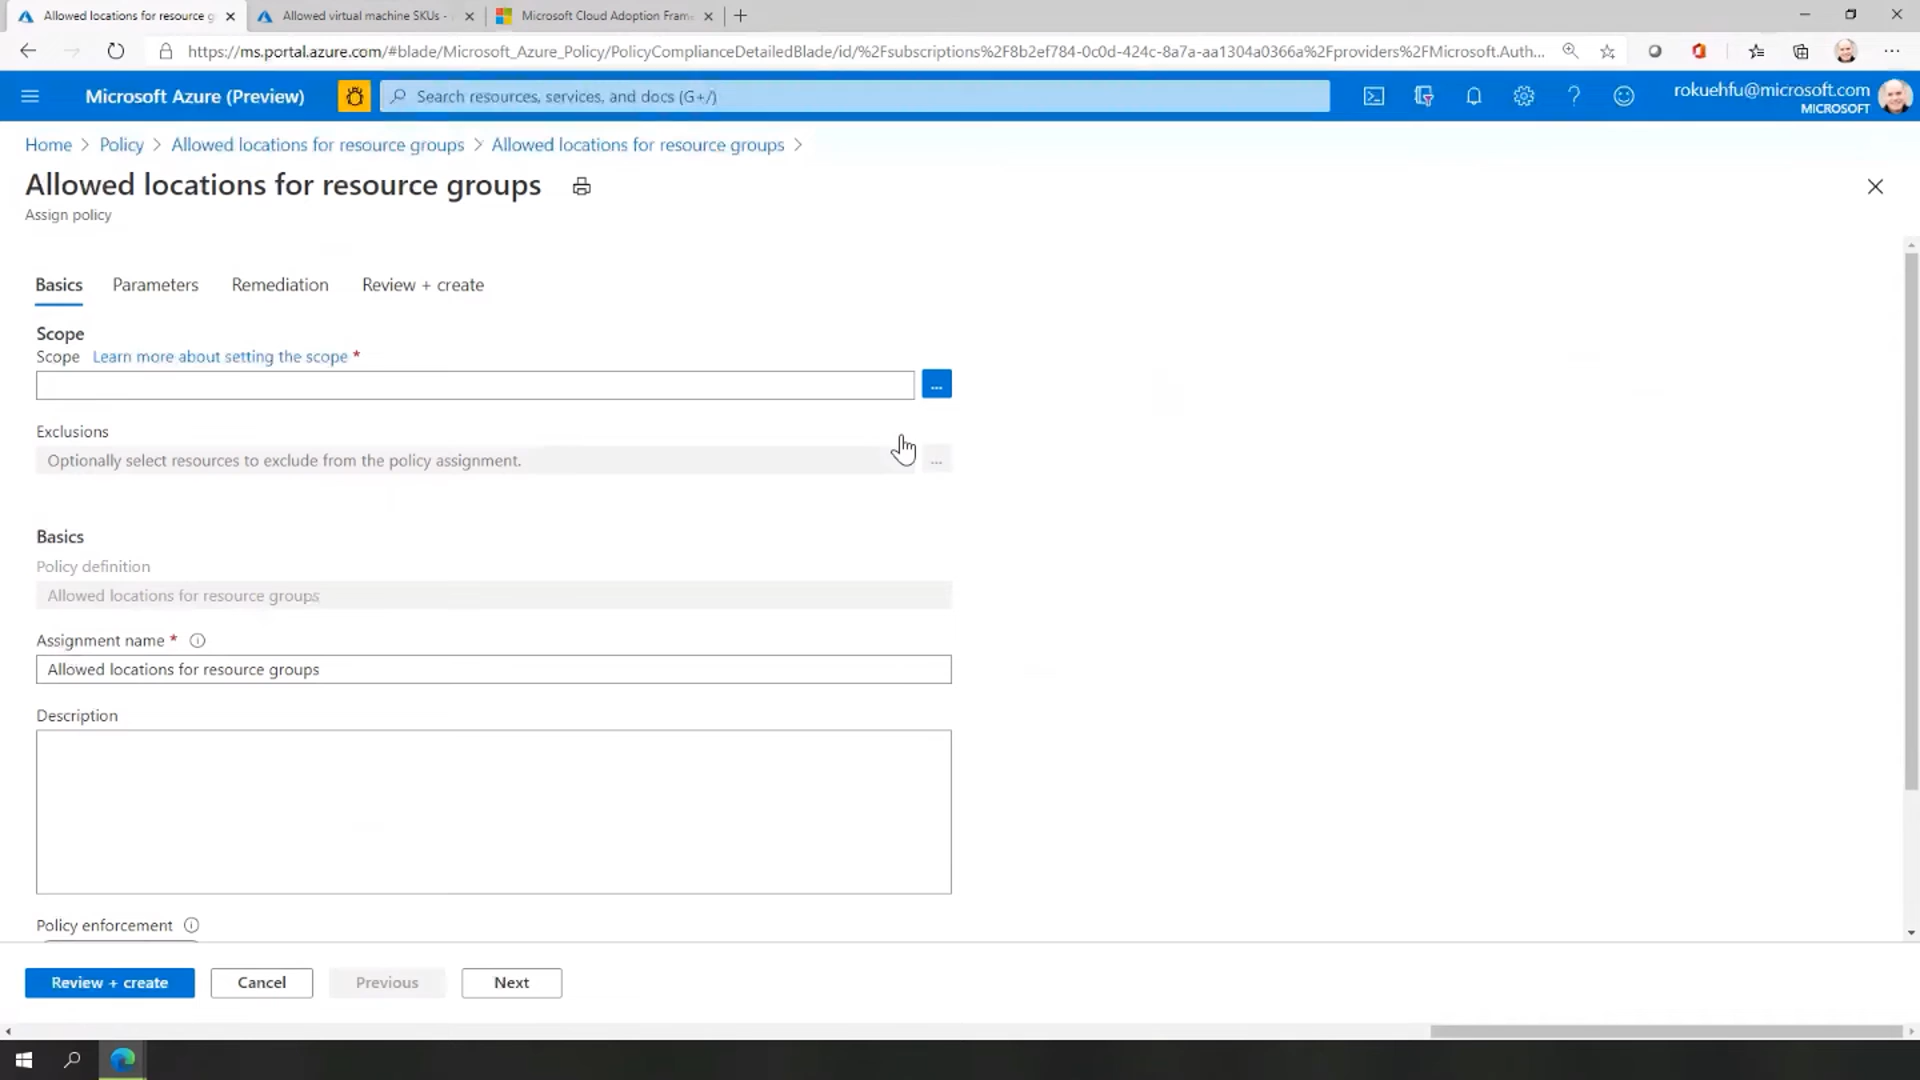 Allowed locations for resource g
Allowed virtual machine SKUs -
Microsoft Cloud Adoption Fram
https://ms.portal.azure.com/#blade/Microsoft_Azure_Policy/PolicyComplianceDetailedBlade/id/%2Fsubscriptions%2F8b2ef784-0c0d-424c-8a7a-aa1304a0366a%2Fproviders%2FMicrosoft.Auth...
Microsoft Azure (Preview)
Search resources, services, and docs (G+/)
rokuehfu@microsoft.com
MICROSOFT
Home > Policy > Allowed locations for resource groups > Allowed locations for resource groups >
Allowed locations for resource groups
Assign policy
Basics Parameters Remediation Review + create
Scope
Scope Learn more about setting the scope *
...
Exclusions
Optionally select resources to exclude from the policy assignment.
...
Basics
Policy definition
Allowed locations for resource groups
Assignment name *
Allowed locations for resource groups
Description
Policy enforcement
Review + create Cancel Previous Next